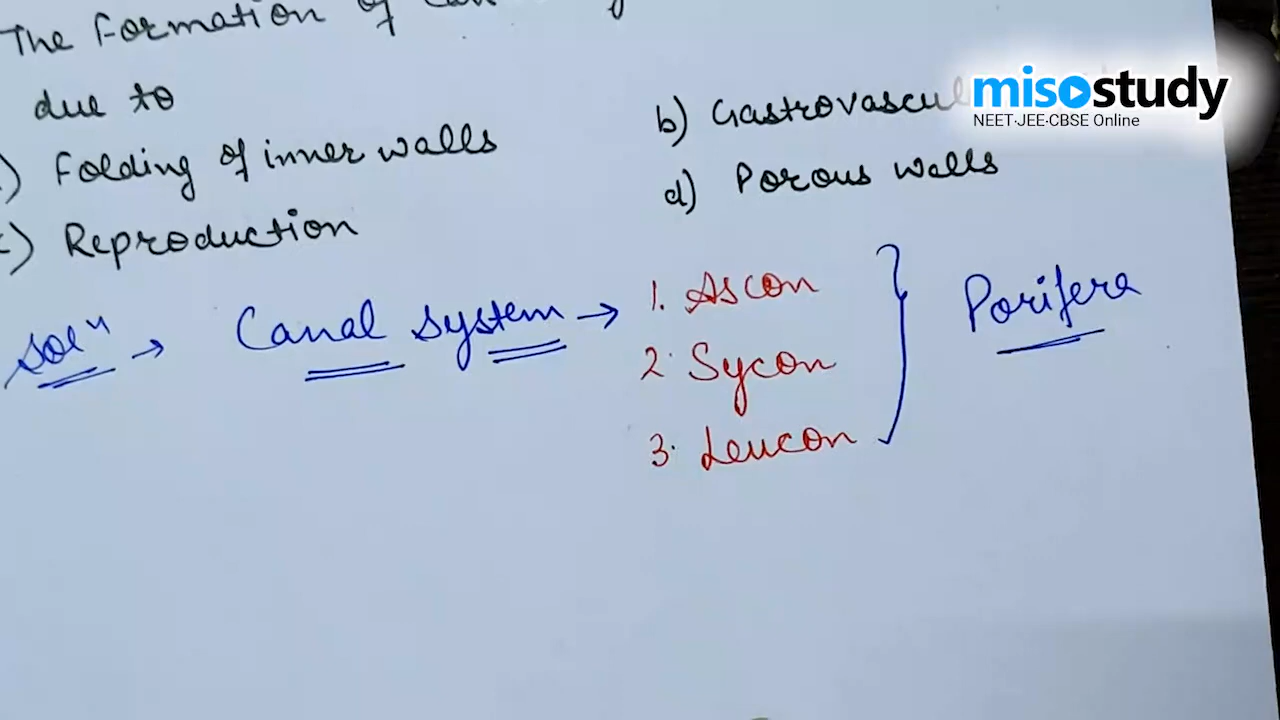 The Formation of
due to
) Folding of inner walls
b)
) Reproduction
d) Porous walls
Solⁿ → Canal system →
1. Ascon
2. Sycon
3. Leucon
Porifera
misostudy
NEET-JEE-CBSE Online